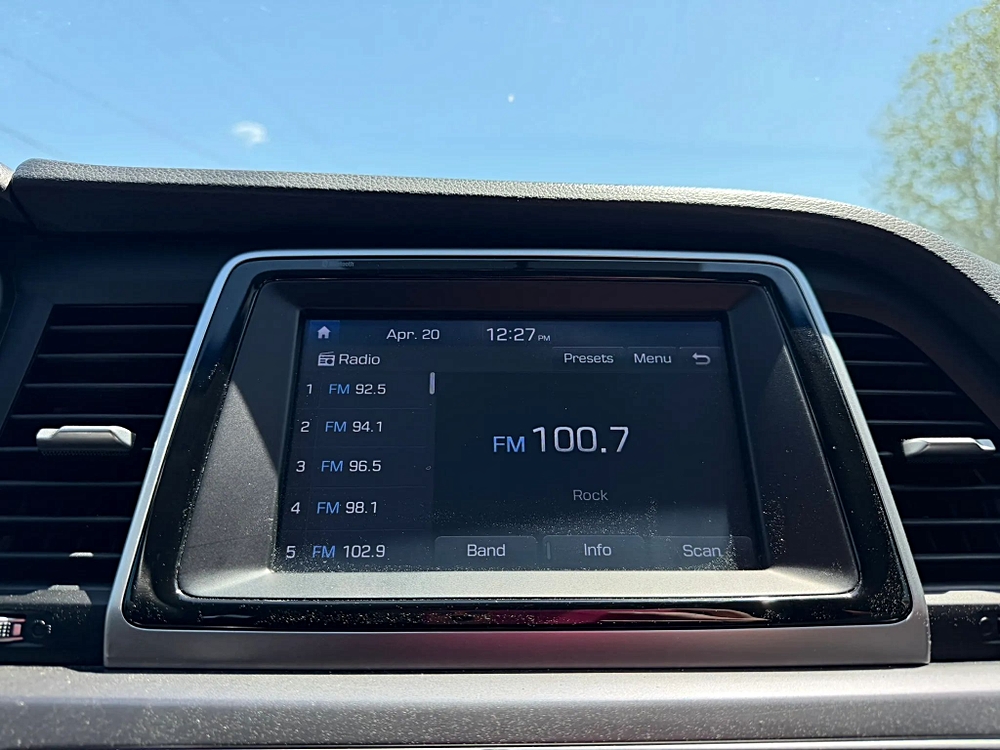 Apr. 20 12:27 PM
Radio Presets Menu
1 FM 92.5
2 FM 94.1
3 FM 96.5
4 FM 98.1
5 FM 102.9
FM 100.7
Rock
Band Info Scan